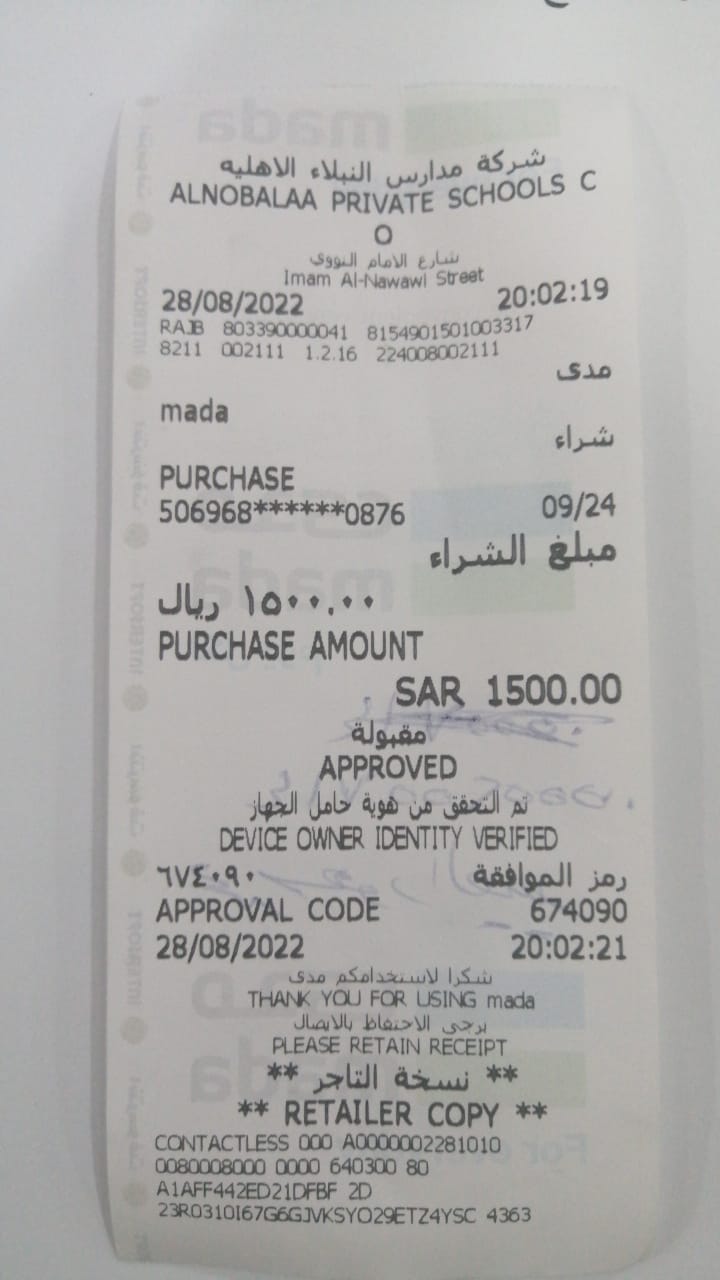 شركة مدارس النبلاء الاهليه
ALNOBALAA PRIVATE SCHOOLS C
O
شارع الامام النووي
Imam Al-Nawawi Street
28/08/2022 20:02:19
RAJB 803390000041 8154901501003317
8211 002111 1.2.16 224008002111
مدى
mada
شراء
PURCHASE
506968******0876 09/24
مبلغ الشراء
١٥٠٠.٠٠ ريال
PURCHASE AMOUNT
SAR 1500.00
مقبولة
APPROVED
تم التحقق من هوية حامل الجهاز
DEVICE OWNER IDENTITY VERIFIED
رمز الموافقة ٦٧٤٠٩٠
APPROVAL CODE 674090
28/08/2022 20:02:21
شكرا لاستخدامكم مدى
THANK YOU FOR USING mada
يرجى الاحتفاظ بالايصال
PLEASE RETAIN RECEIPT
** نسخة التاجر **
** RETAILER COPY **
CONTACTLESS 000 A0000002281010
0080008000 0000 640300 80
A1AFF442ED21DFBF 2D
23R0310I67G6GJVKSYO29ETZ4YSC 4363